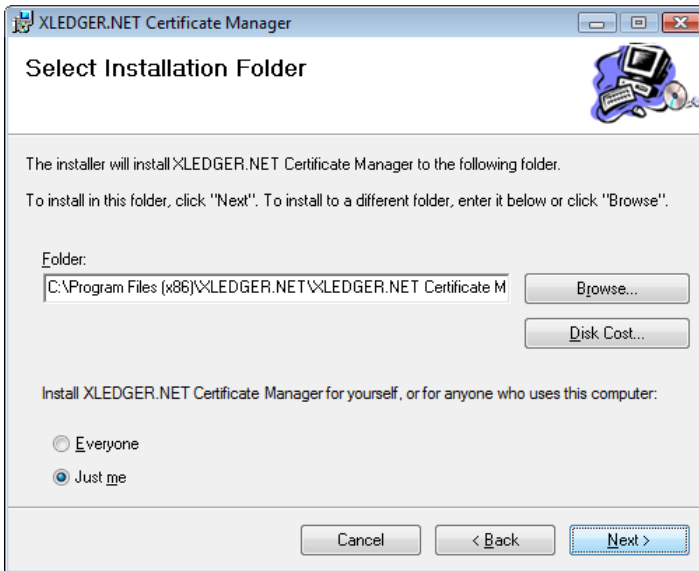 XLEDGER.NET Certificate Manager
Select Installation Folder
The installer will install XLEDGER.NET Certificate Manager to the following folder.
To install in this folder, click "Next". To install to a different folder, enter it below or click "Browse".
Folder:
C:\Program Files (x86)\XLEDGER.NET\XLEDGER.NET Certificate M
Browse...
Disk Cost...
Install XLEDGER.NET Certificate Manager for yourself, or for anyone who uses this computer:
Everyone
Just me
Cancel
< Back
Next >